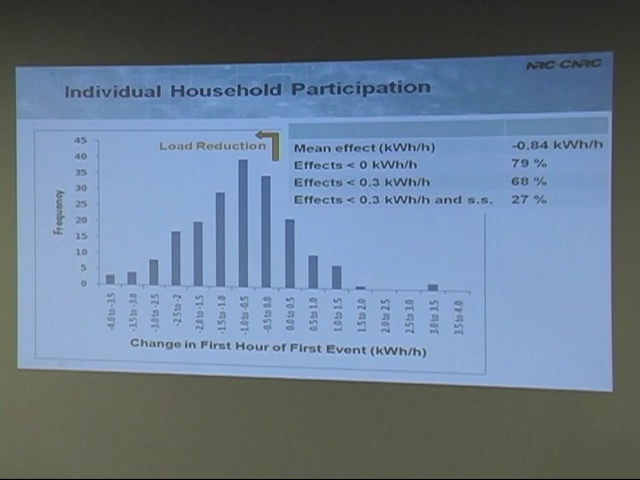 NRC-CNRC
Individual Household Participation
Load Reduction
Mean effect (kWh/h) -0.84 kWh/h
Effects < 0 kWh/h 79 %
Effects < 0.3 kWh/h 68 %
Effects < 0.3 kWh/h and s.s. 27 %
Frequency
45
40
35
30
25
20
15
10
5
0
-4.0 to -3.5
-3.5 to -3.0
-3.0 to -2.5
-2.5 to -2
-2.0 to -1.5
-1.5 to -1.0
-1.0 to -0.5
-0.5 to 0.0
0.0 to 0.5
0.5 to 1.0
1.0 to 1.5
1.5 to 2.0
2.0 to 2.5
2.5 to 3.0
3.0 to 3.5
3.5 to 4.0
Change in First Hour of First Event (kWh/h)